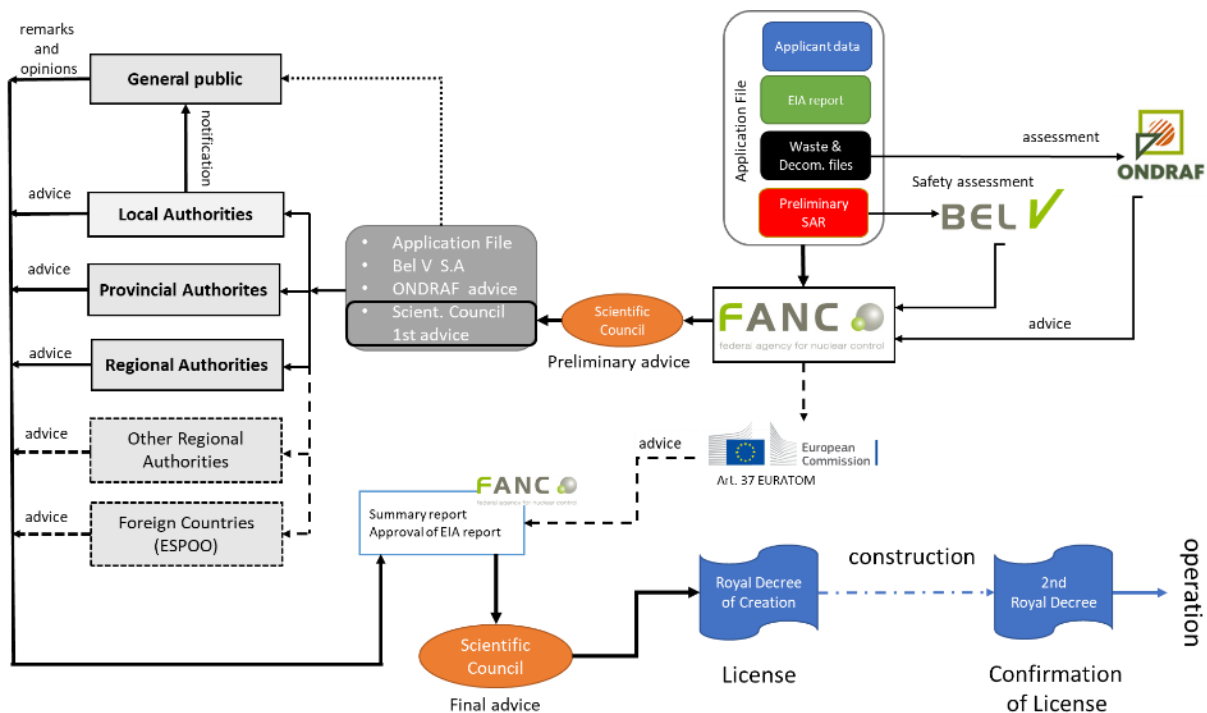 remarks
and
opinions
General public
notification
advice
Local Authorities
advice
Provincial Authorites
advice
Regional Authorities
advice
Other Regional
Authorities
advice
Foreign Countries
(ESPOO)
• Application File
• Bel V S.A
• ONDRAF advice
• Scient. Council
1st advice
Scientific
Council
Preliminary advice
Application File
Applicant data
EIA report
Waste &
Decom. files
Preliminary
SAR
assessment
ONDRAF
Safety assessment
BEL V
FANC
federal agency for nuclear control
advice
European
Commission
Art. 37 EURATOM
advice
FANC
federal agency for nuclear control
Summary report
Approval of EIA report
Scientific
Council
Final advice
Royal Decree
of Creation
License
construction
2nd
Royal Decree
Confirmation
of License
operation